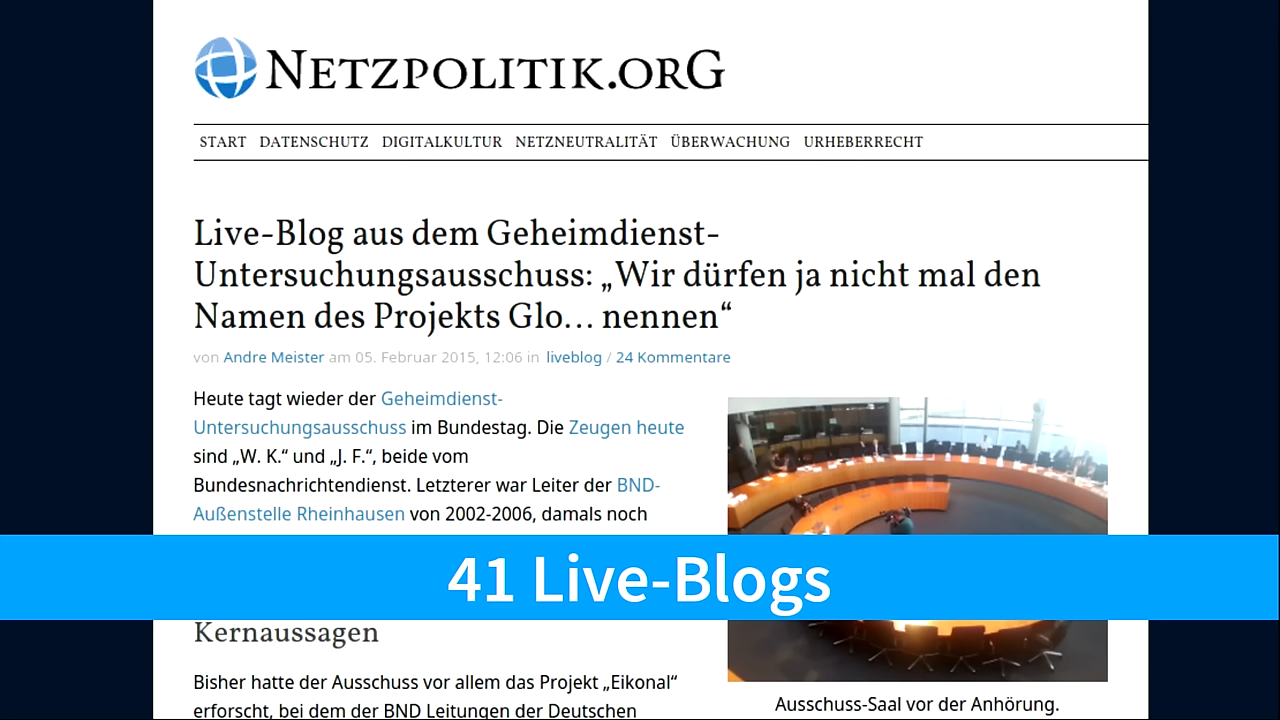 NETZPOLITIK.ORG
START DATENSCHUTZ DIGITALKULTUR NETZNEUTRALITÄT ÜBERWACHUNG URHEBERRECHT
Live-Blog aus dem Geheimdienst-
Untersuchungsausschuss: „Wir dürfen ja nicht mal den
Namen des Projekts Glo… nennen“
von Andre Meister am 05. Februar 2015, 12:06 in liveblog / 24 Kommentare
Heute tagt wieder der Geheimdienst-
Untersuchungsausschuss im Bundestag. Die Zeugen heute
sind „W. K.“ und „J. F.“, beide vom
Bundesnachrichtendienst. Letzterer war Leiter der BND-
Außenstelle Rheinhausen von 2002-2006, damals noch
41 Live-Blogs
Kernaussagen
Bisher hatte der Ausschuss vor allem das Projekt „Eikonal“
erforscht, bei dem der BND Leitungen der Deutschen
Ausschuss-Saal vor der Anhörung.